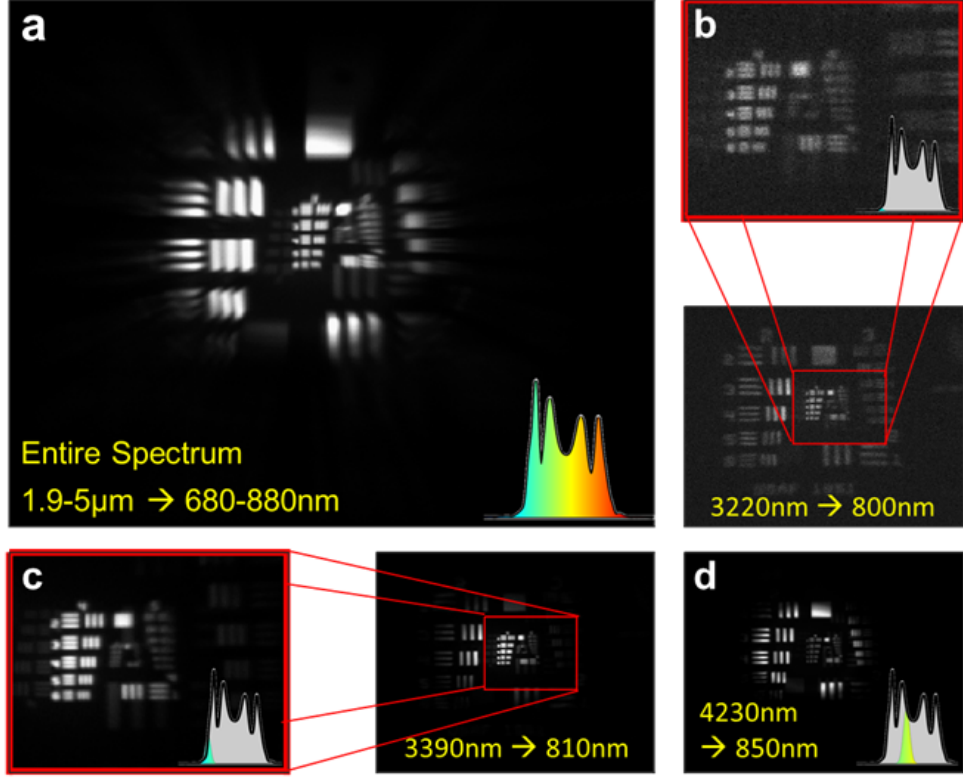 a
Entire Spectrum
1.9-5µm → 680-880nm
b
3220nm → 800nm
c
3390nm → 810nm
d
4230nm
→ 850nm